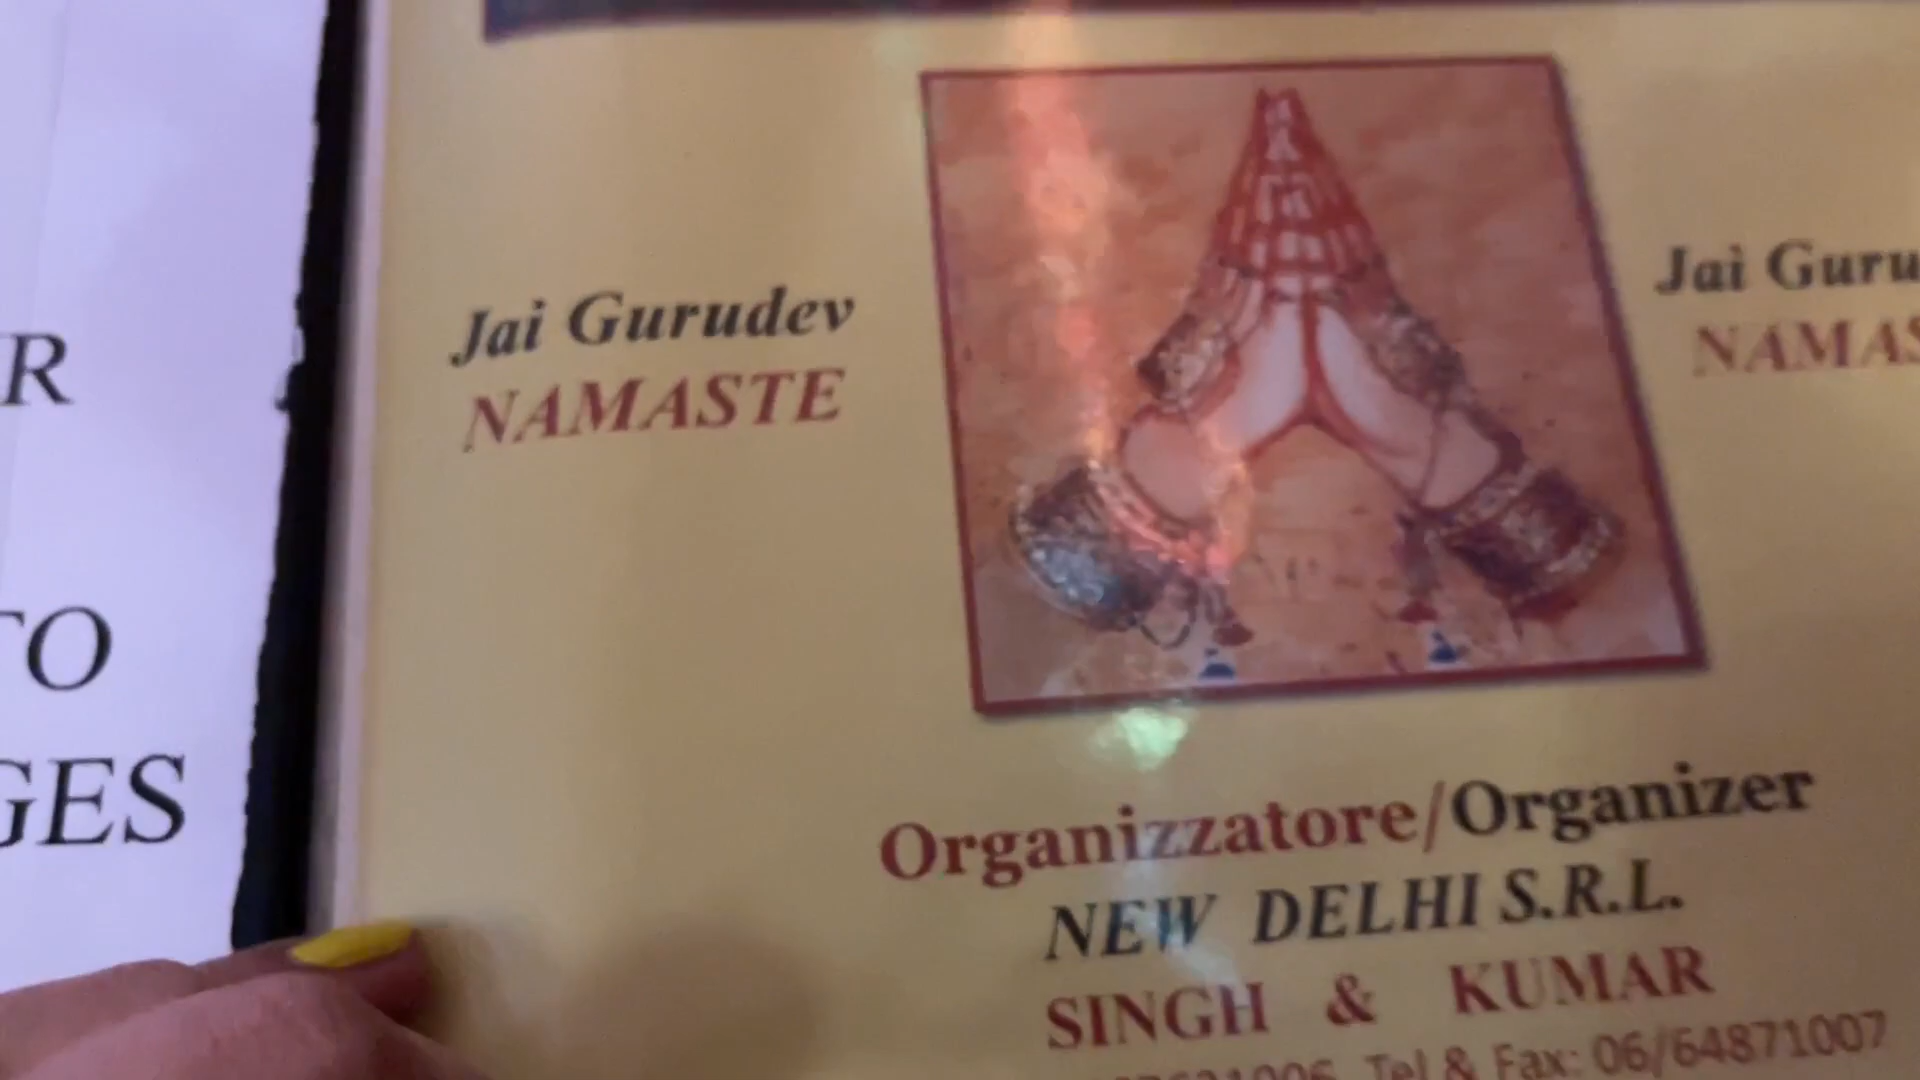 R
TO
GES
Jai Gurudev
NAMASTE
Jai Guru
NAMAS
Organizzatore/Organizer
NEW DELHI S.R.L.
SINGH & KUMAR
Tel & Fax: 06/64871007